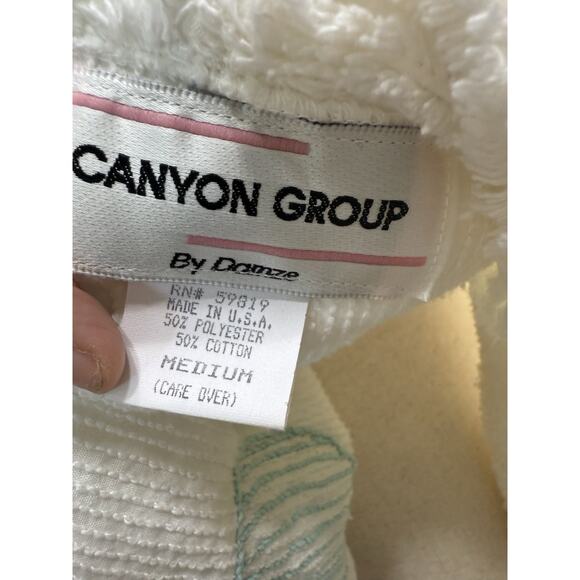 CANYON GROUP
By Damze
RN# 59819
MADE IN U.S.A.
50% POLYESTER
50% COTTON
MEDIUM
(CARE OVER)